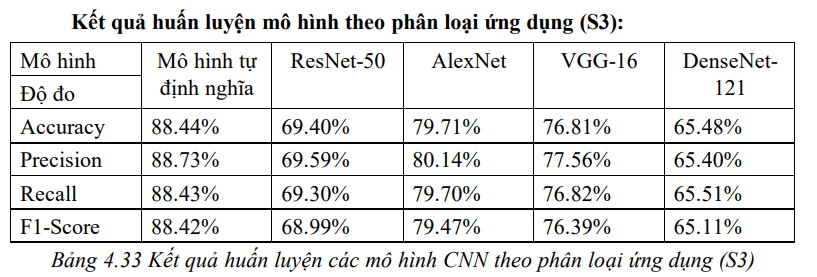 Kết quả huấn luyện mô hình theo phân loại ứng dụng (S3):
Mô hình Mô hình tự định nghĩa ResNet-50 AlexNet VGG-16 DenseNet-121
Độ đo
Accuracy 88.44% 69.40% 79.71% 76.81% 65.48%
Precision 88.73% 69.59% 80.14% 77.56% 65.40%
Recall 88.43% 69.30% 79.70% 76.82% 65.51%
F1-Score 88.42% 68.99% 79.47% 76.39% 65.11%
Bảng 4.33 Kết quả huấn luyện các mô hình CNN theo phân loại ứng dụng (S3)